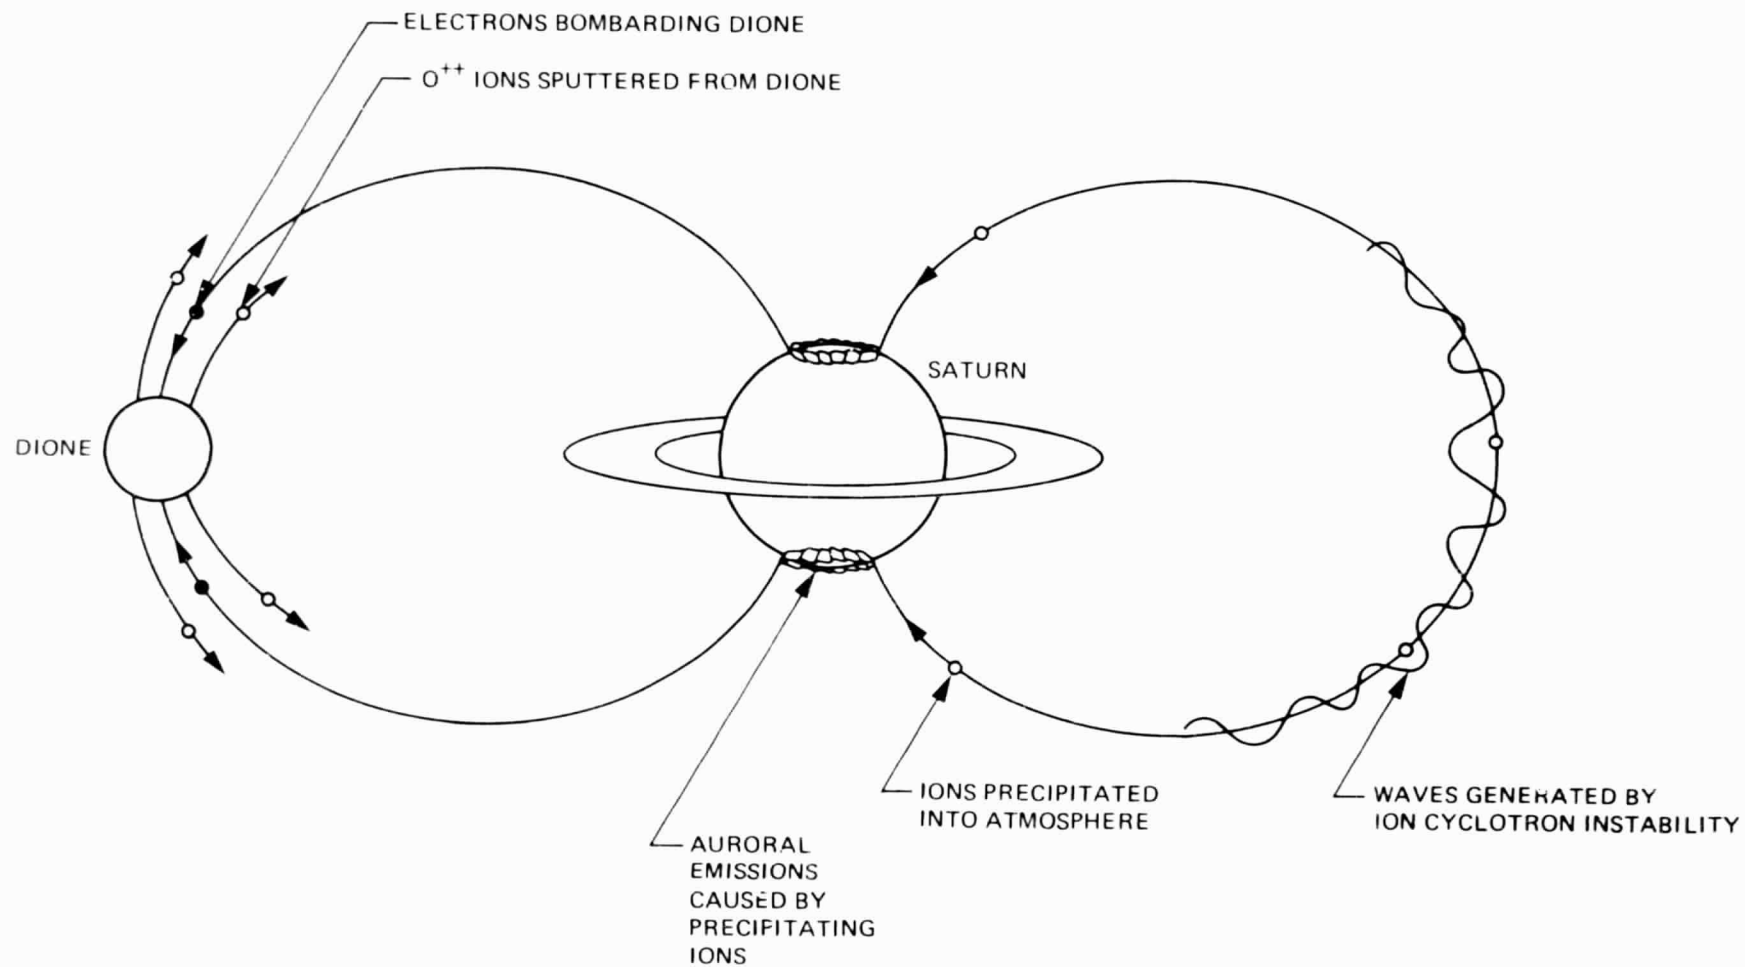 ELECTRONS BOMBARDING DIONE
O⁺⁺ IONS SPUTTERED FROM DIONE
SATURN
DIONE
IONS PRECIPITATED
INTO ATMOSPHERE
WAVES GENERATED BY
ION CYCLOTRON INSTABILITY
AURORAL
EMISSIONS
CAUSED BY
PRECIPITATING
IONS